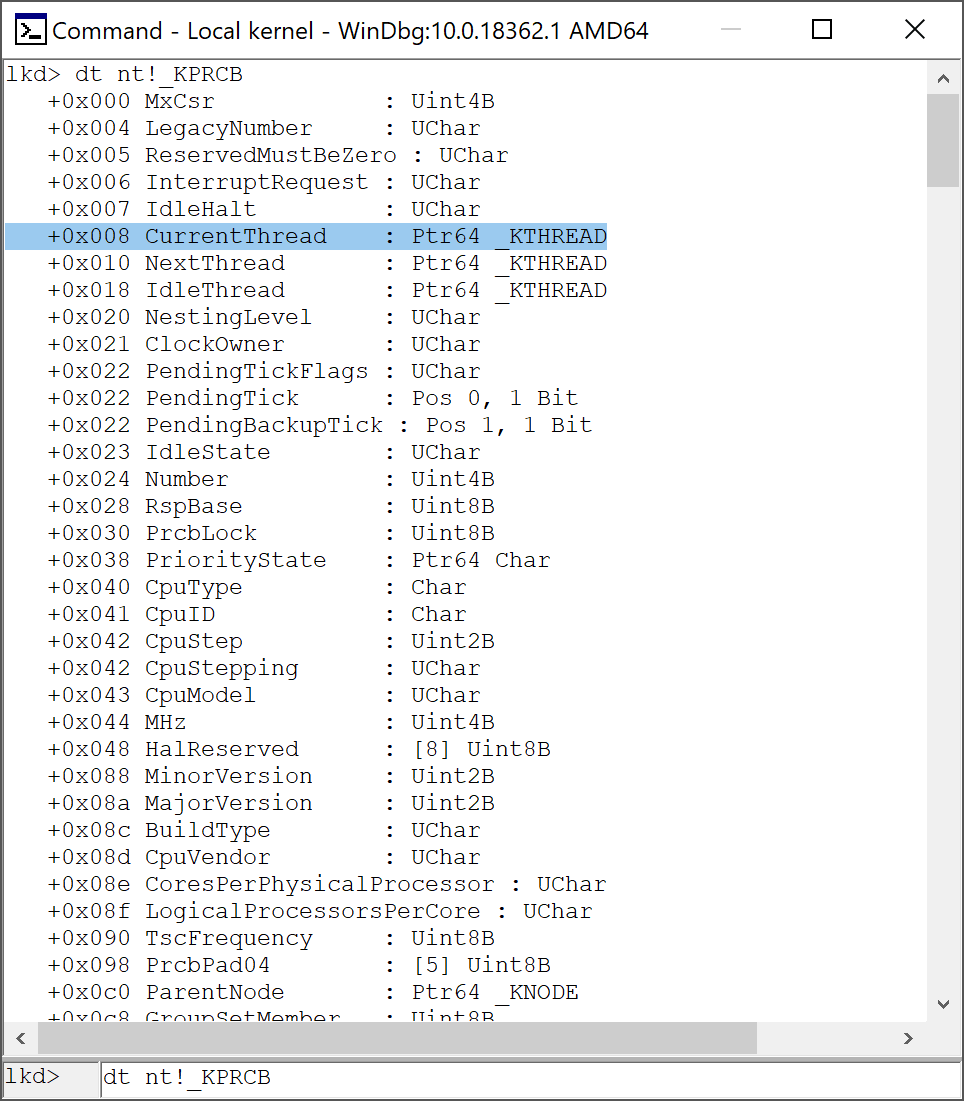 Command - Local kernel - WinDbg:10.0.18362.1 AMD64
lkd> dt nt!_KPRCB
+0x000 MxCsr : Uint4B
+0x004 LegacyNumber : UChar
+0x005 ReservedMustBeZero : UChar
+0x006 InterruptRequest : UChar
+0x007 IdleHalt : UChar
+0x008 CurrentThread : Ptr64 _KTHREAD
+0x010 NextThread : Ptr64 _KTHREAD
+0x018 IdleThread : Ptr64 _KTHREAD
+0x020 NestingLevel : UChar
+0x021 ClockOwner : UChar
+0x022 PendingTickFlags : UChar
+0x022 PendingTick : Pos 0, 1 Bit
+0x022 PendingBackupTick : Pos 1, 1 Bit
+0x023 IdleState : UChar
+0x024 Number : Uint4B
+0x028 RspBase : Uint8B
+0x030 PrcbLock : Uint8B
+0x038 PriorityState : Ptr64 Char
+0x040 CpuType : Char
+0x041 CpuID : Char
+0x042 CpuStep : Uint2B
+0x042 CpuStepping : UChar
+0x043 CpuModel : UChar
+0x044 MHz : Uint4B
+0x048 HalReserved : [8] Uint8B
+0x088 MinorVersion : Uint2B
+0x08a MajorVersion : Uint2B
+0x08c BuildType : UChar
+0x08d CpuVendor : UChar
+0x08e CoresPerPhysicalProcessor : UChar
+0x08f LogicalProcessorsPerCore : UChar
+0x090 TscFrequency : Uint8B
+0x098 PrcbPad04 : [5] Uint8B
+0x0c0 ParentNode : Ptr64 _KNODE
+0x0c8 GroupSetMember : Uint8B
lkd> dt nt!_KPRCB